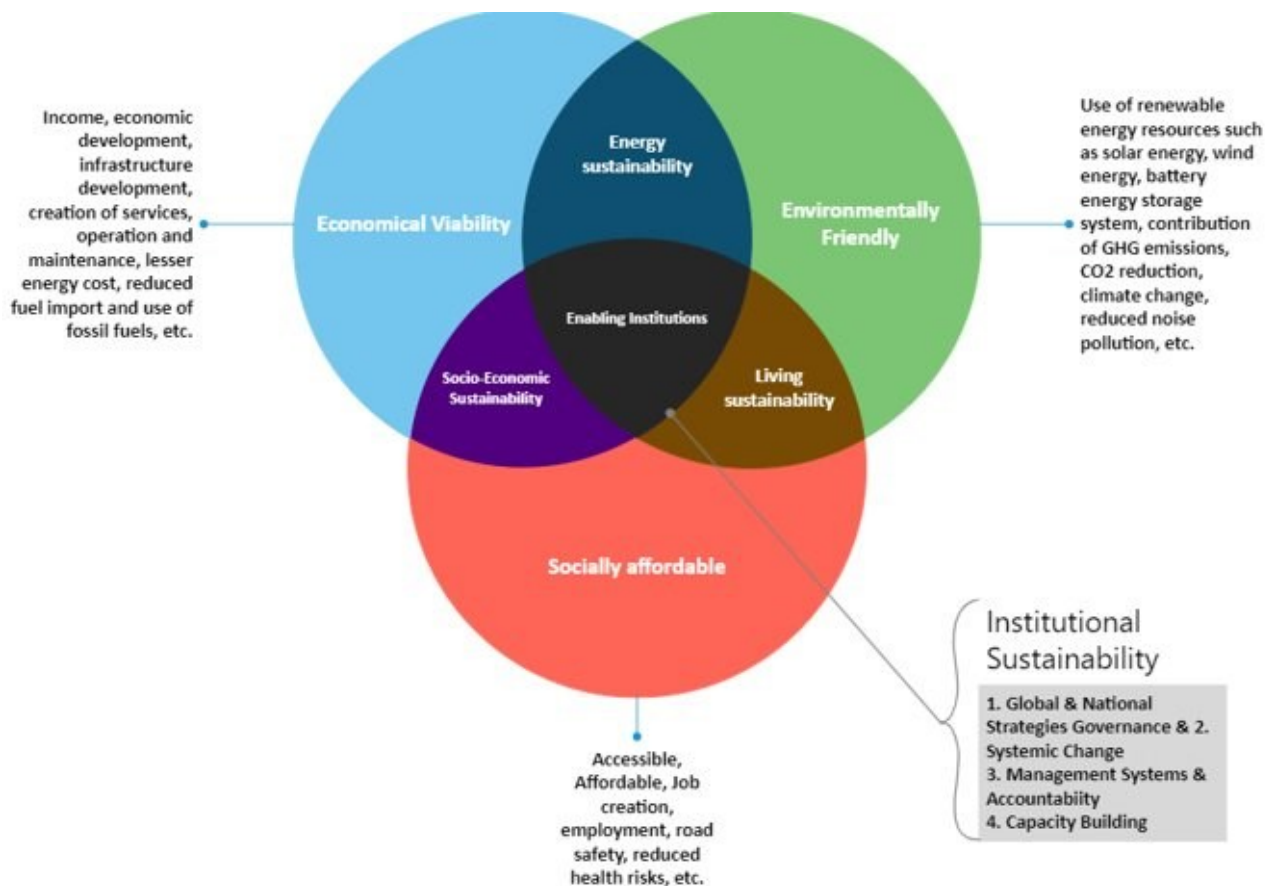 Income, economic
development,
infrastructure
development,
creation of services,
operation and
maintenance, lesser
energy cost, reduced
fuel import and use of
fossil fuels, etc.
Economical Viability
Energy
sustainability
Environmentally
Friendly
Use of renewable
energy resources such
as solar energy, wind
energy, battery
energy storage
system, contribution
of GHG emissions,
CO2 reduction,
climate change,
reduced noise
pollution, etc.
Enabling Institutions
Socio-Economic
Sustainability
Living
sustainability
Socially affordable
Accessible,
Affordable, Job
creation,
employment, road
safety, reduced
health risks, etc.
Institutional
Sustainability
1. Global & National
Strategies Governance & 2.
Systemic Change
3. Management Systems &
Accountabiity
4. Capacity Building